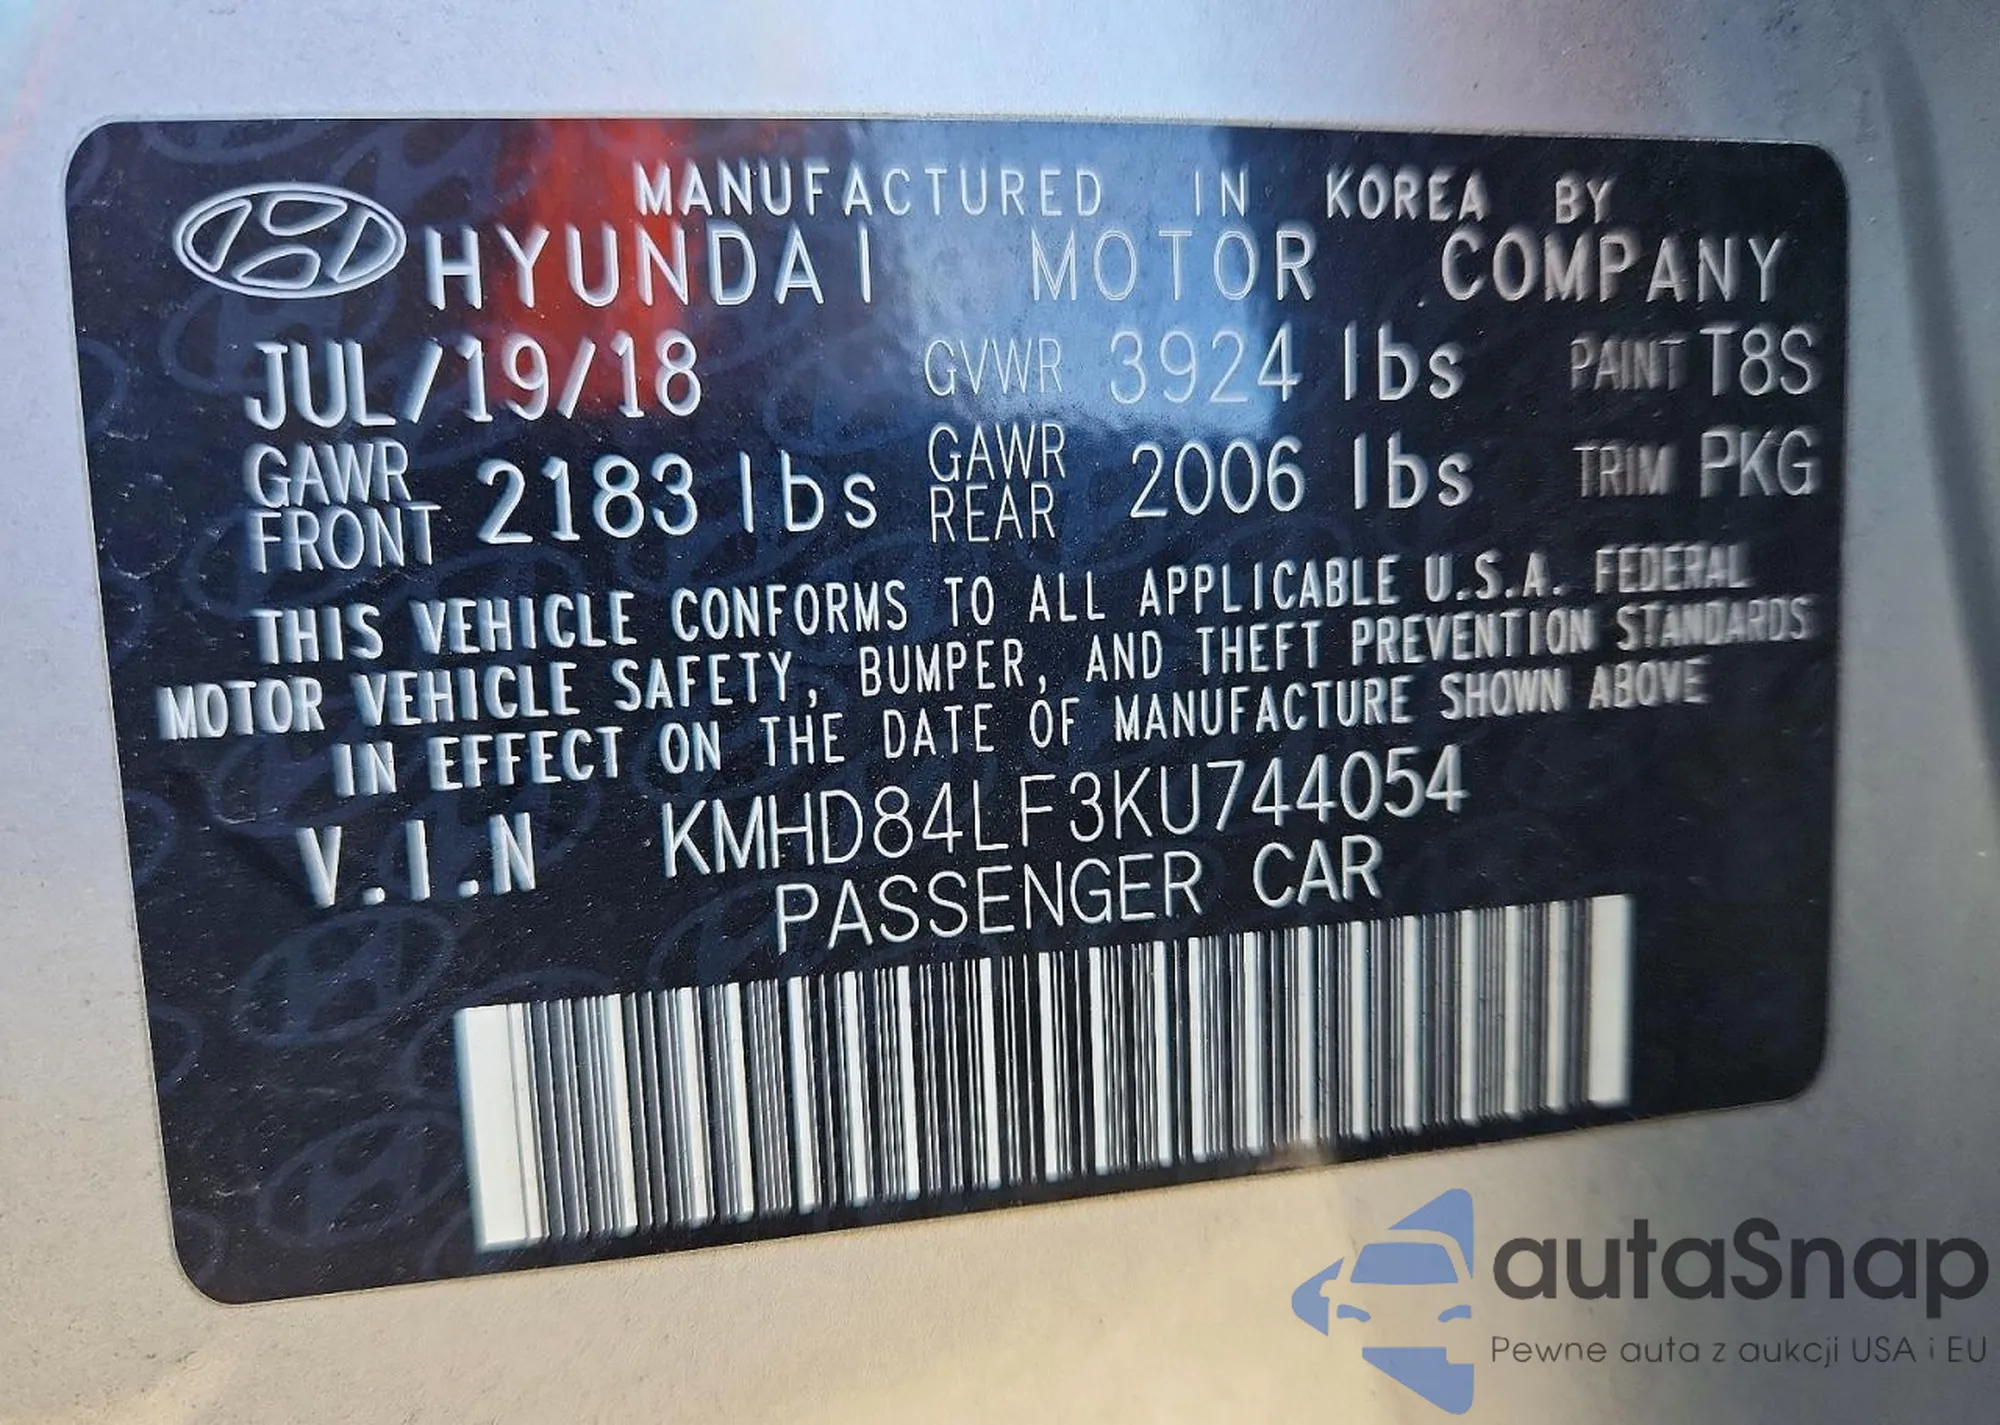 MANUFACTURED IN KOREA BY
HYUNDAI MOTOR COMPANY
JUL/19/18 GVWR 3924 lbs PAINT T8S
GAWR FRONT 2183 lbs GAWR REAR 2006 lbs TRIM PKG
THIS VEHICLE CONFORMS TO ALL APPLICABLE U.S.A. FEDERAL
MOTOR VEHICLE SAFETY, BUMPER, AND THEFT PREVENTION STANDARDS
IN EFFECT ON THE DATE OF MANUFACTURE SHOWN ABOVE
V.I.N KMHD84LF3KU744054
PASSENGER CAR
autaSnap
Pewne auta z aukcji USA i EU